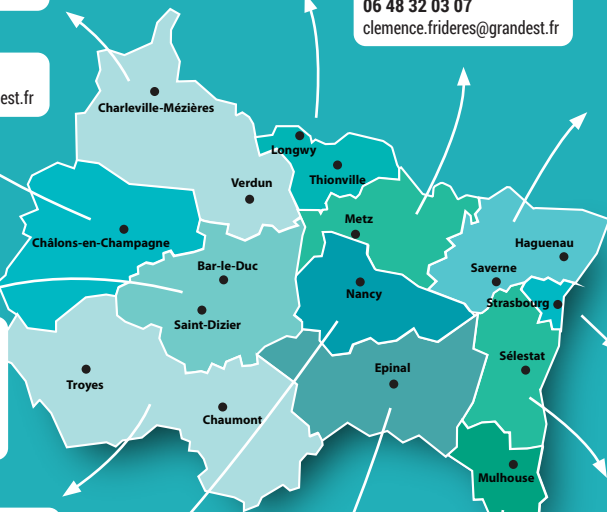 06 48 32 03 07
clemence.frideres@grandest.fr
est.fr
Charleville-Mézières
Longwy
Thionville
Verdun
Metz
Châlons-en-Champagne
Haguenau
Bar-le-Duc
Saverne
Nancy
Strasbourg
Saint-Dizier
Sélestat
Epinal
Troyes
Chaumont
Mulhouse